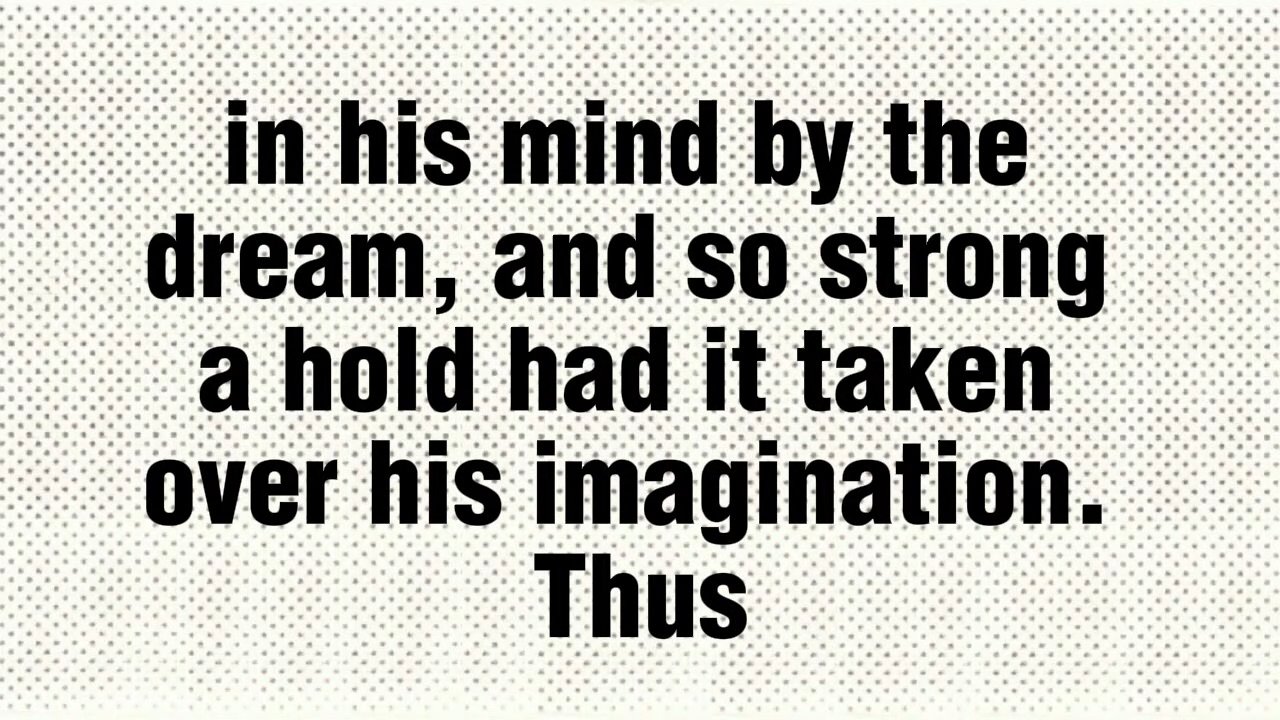 in his mind by the
dream, and so strong
a hold had it taken
over his imagination.
Thus